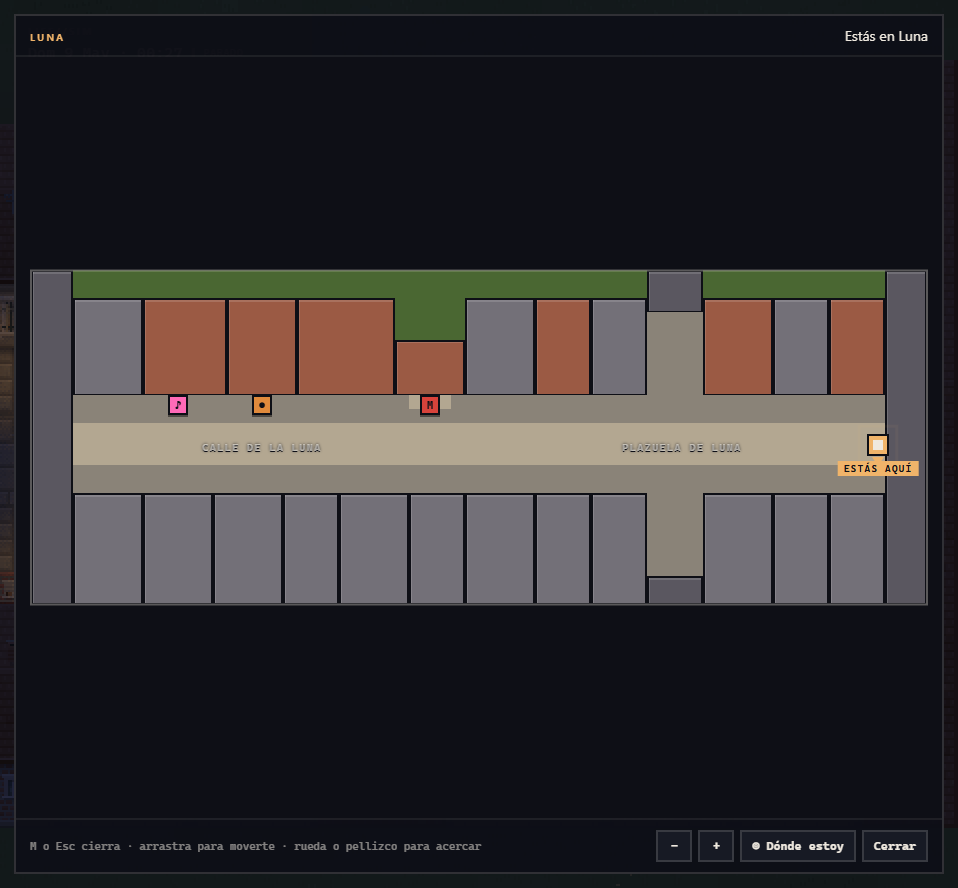 LUNA
Estás en Luna
♪
M
CALLE DE LA LUNA
PLAZUELA DE LUNA
ESTÁS AQUÍ
M o Esc cierra · arrastra para moverte · rueda o pellizco para acercar
−
+
Dónde estoy
Cerrar